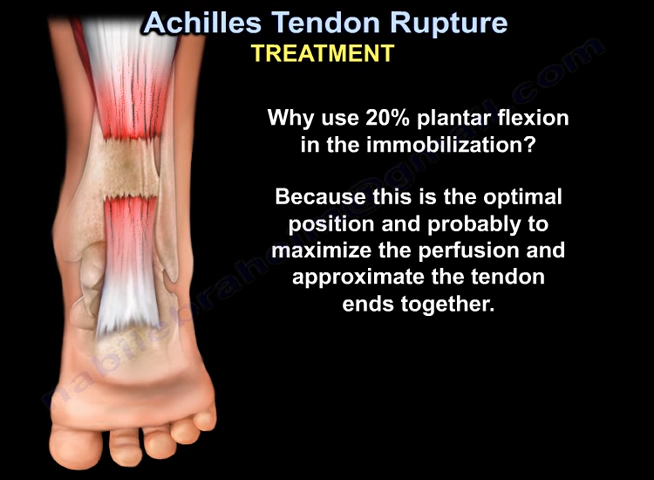 Achilles Tendon Rupture
TREATMENT
Why use 20% plantar flexion
in the immobilization?
Because this is the optimal
position and probably to
maximize the perfusion and
approximate the tendon
ends together.